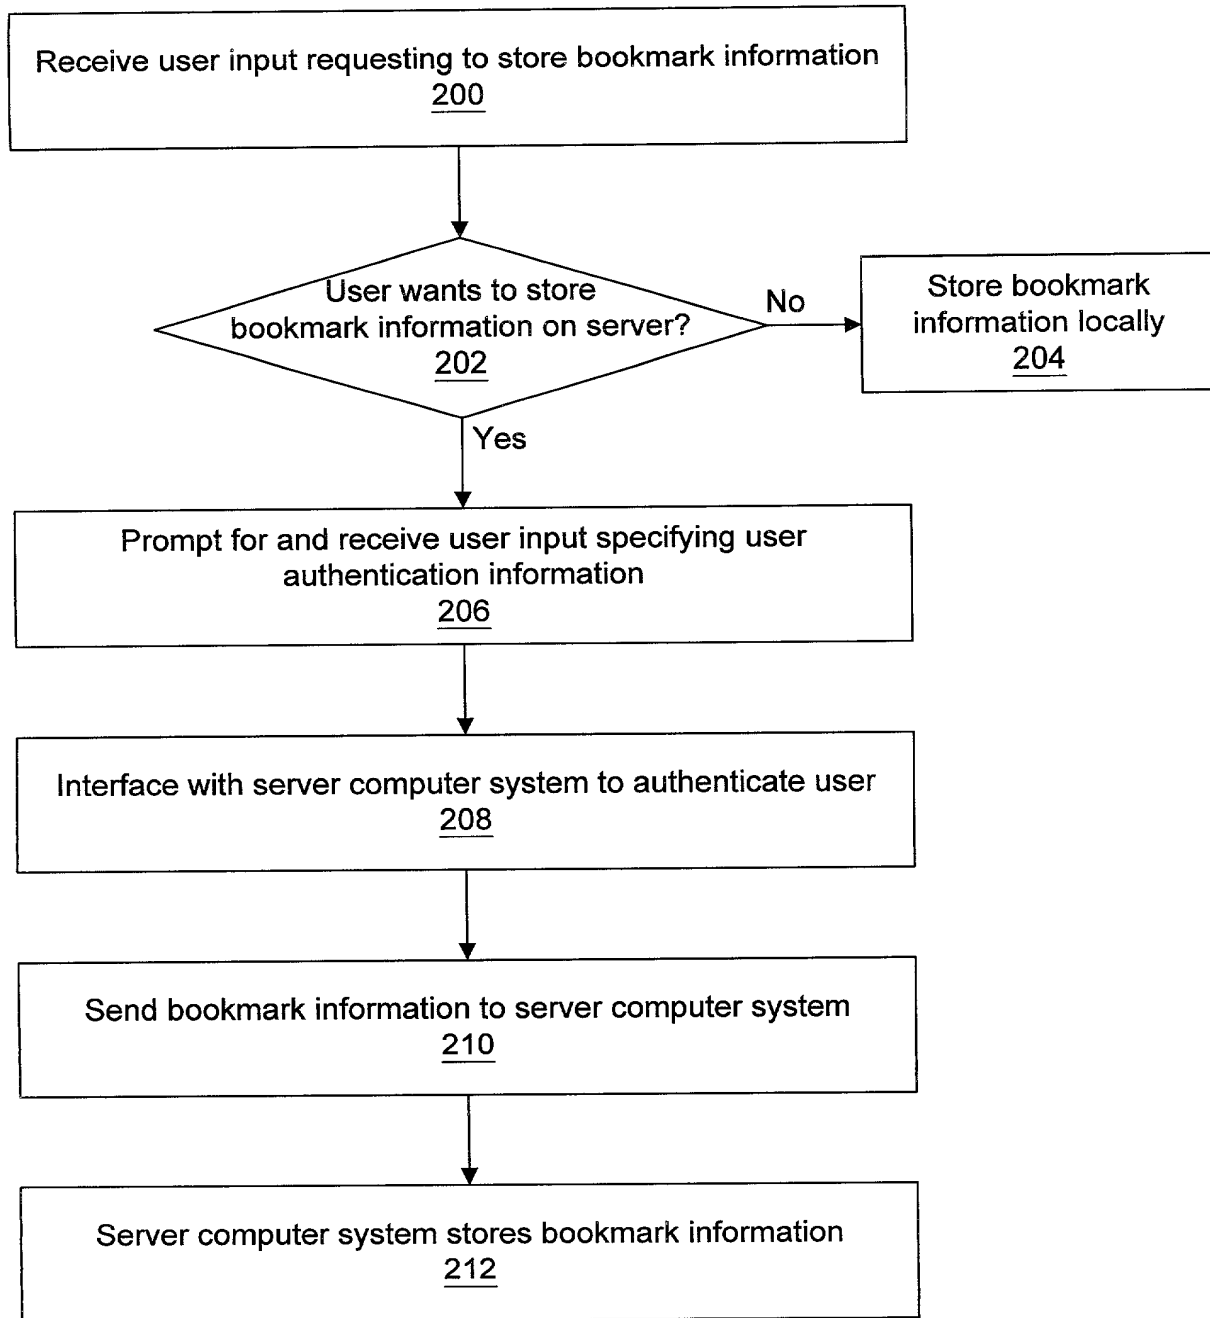 Receive user input requesting to store bookmark information
200
User wants to store
bookmark information on server?
202
No
Store bookmark
information locally
204
Yes
Prompt for and receive user input specifying user
authentication information
206
Interface with server computer system to authenticate user
208
Send bookmark information to server computer system
210
Server computer system stores bookmark information
212